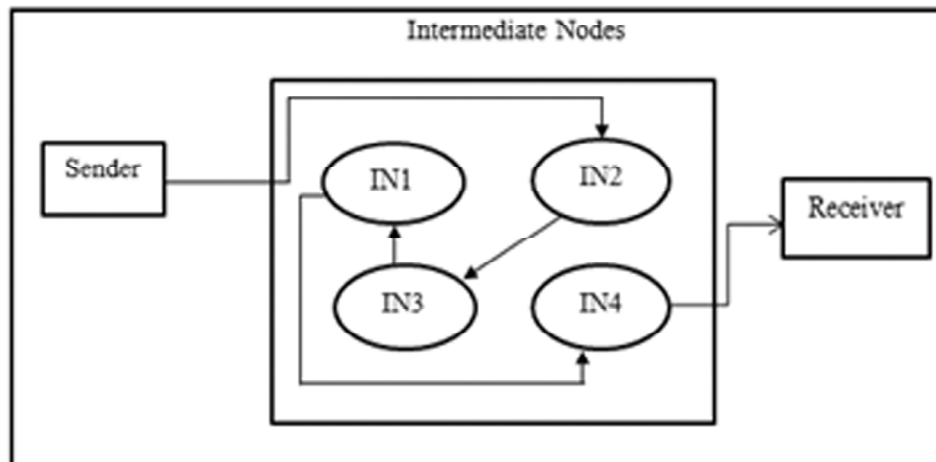 Intermediate Nodes
Sender
IN1
IN2
Receiver
IN3
IN4